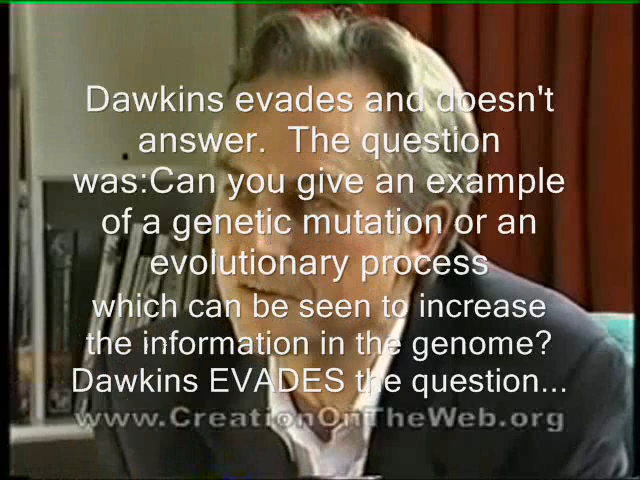 Dawkins evades and doesn't
answer.  The question
was:Can you give an example
of a genetic mutation or an
evolutionary process
which can be seen to increase
the information in the genome?
Dawkins EVADES the question...
www.CreationOnTheWeb.org